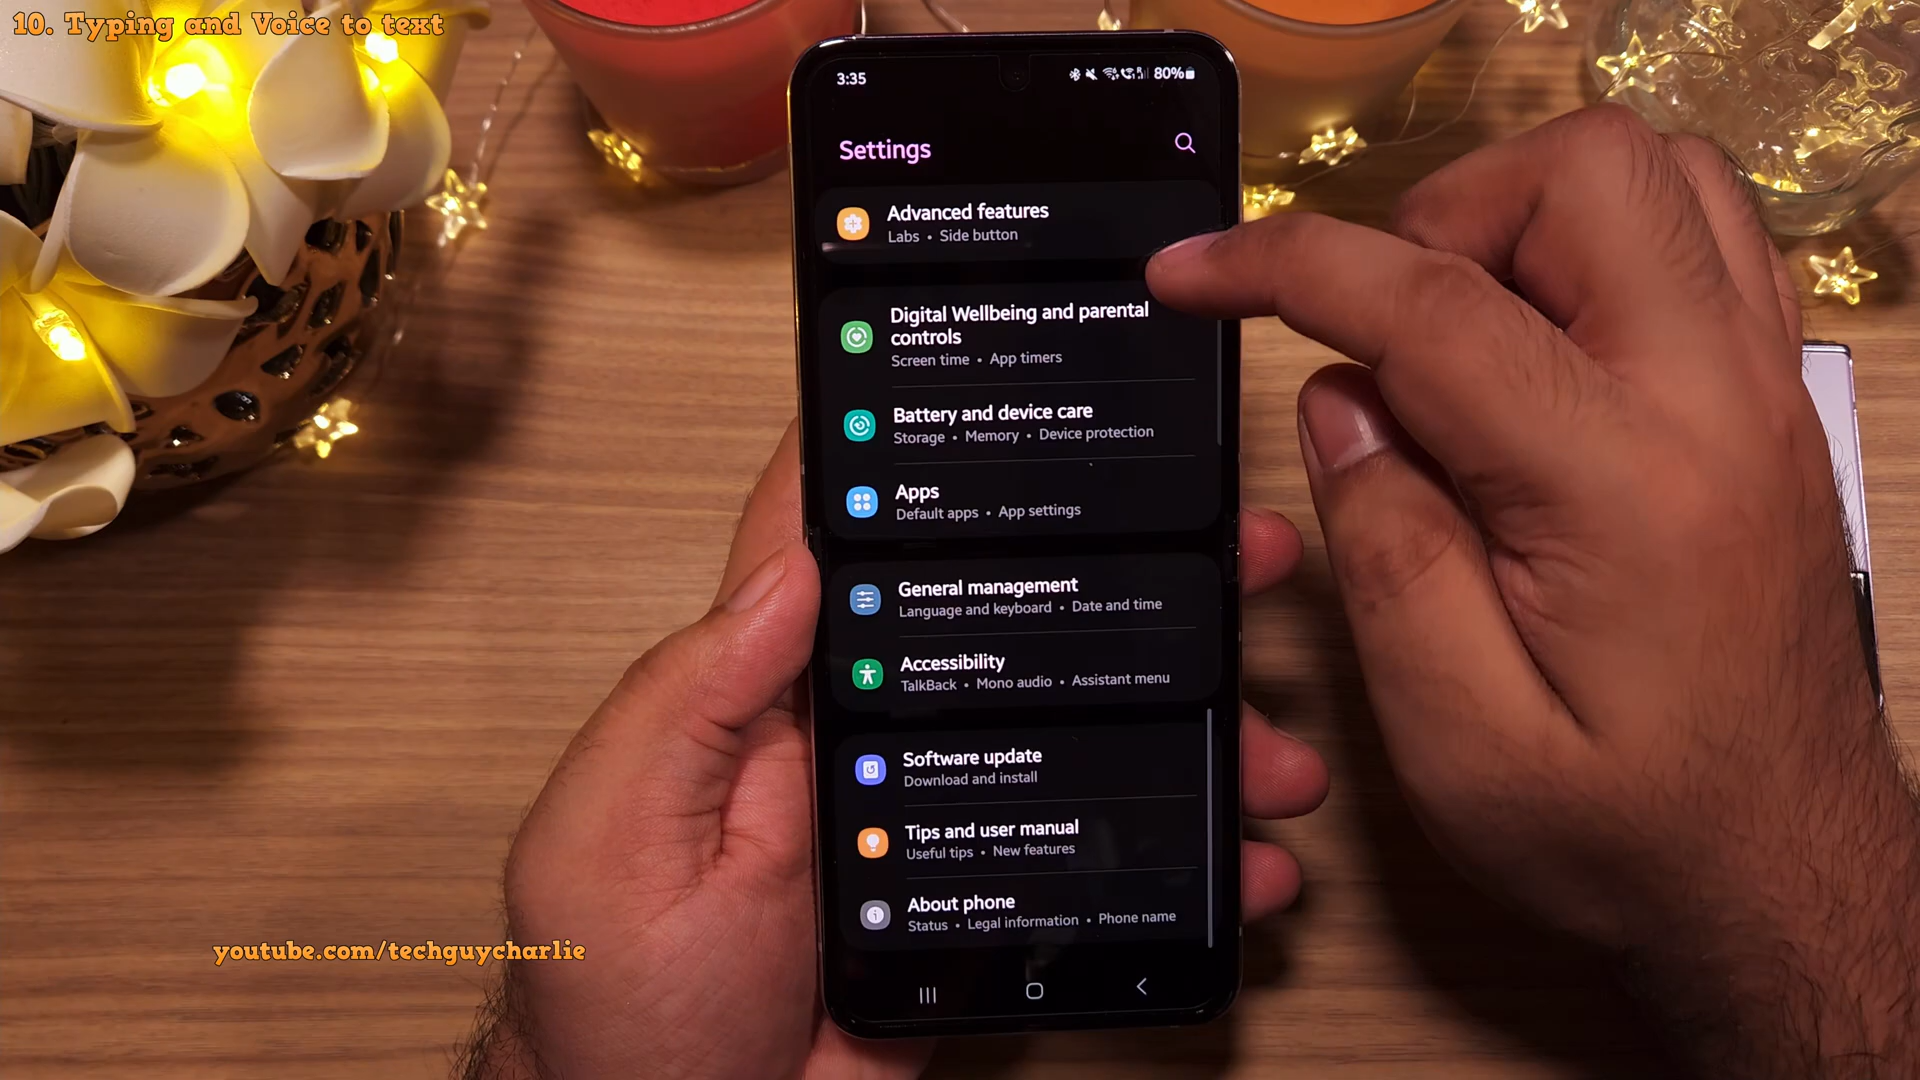 10. Typing and Voice to text
3:35
80%
Settings
Advanced features
Labs • Side button
Digital Wellbeing and parental
controls
Screen time • App timers
Battery and device care
Storage • Memory • Device protection
Apps
Default apps • App settings
General management
Language and keyboard • Date and time
Accessibility
TalkBack • Mono audio • Assistant menu
Software update
Download and install
Tips and user manual
Useful tips • New features
About phone
Status • Legal information • Phone name
youtube.com/techguycharlie